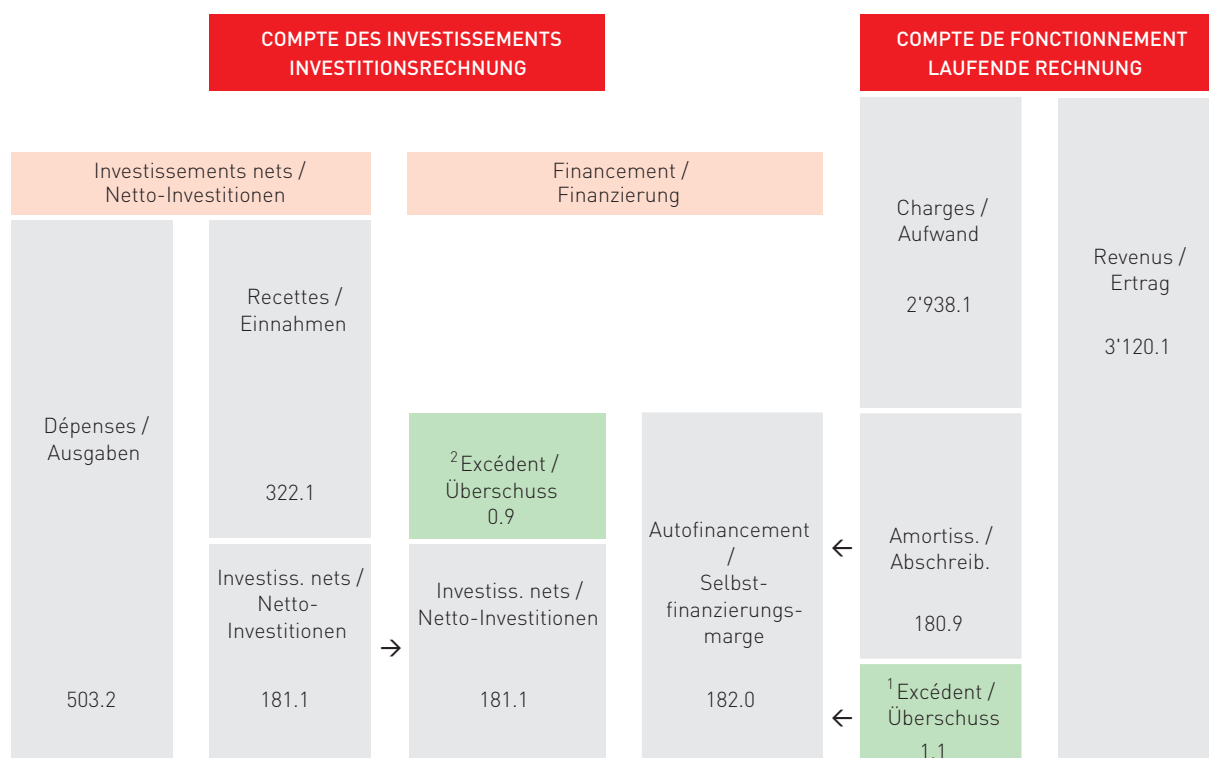 COMPTE DES INVESTISSEMENTS
INVESTITIONSRECHNUNG
COMPTE DE FONCTIONNEMENT
LAUFENDE RECHNUNG
Investissements nets /
Netto-Investitionen
Financement /
Finanzierung
Dépenses /
Ausgaben
503.2
Recettes /
Einnahmen
322.1
Investiss. nets /
Netto-
Investitionen
181.1
→
2 Excédent /
Überschuss
0.9
Investiss. nets /
Netto-Investitionen
181.1
Autofinancement
/
Selbst-
finanzierungs-
marge
182.0
←
←
Charges /
Aufwand
2'938.1
Amortiss. /
Abschreib.
180.9
1 Excédent /
Überschuss
1.1
Revenus /
Ertrag
3'120.1